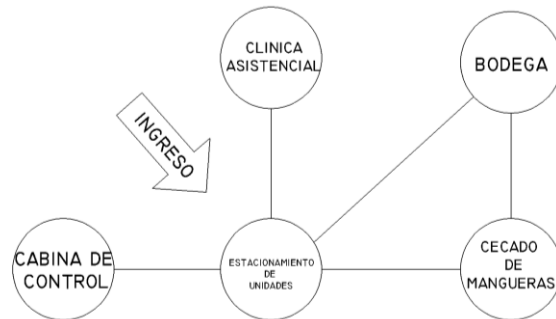 CLINICA
ASISTENCIAL
BODEGA
INGRESO
CABINA DE
CONTROL
ESTACIONAMIENTO
DE
UNIDADES
CECADO
DE
MANGUERAS